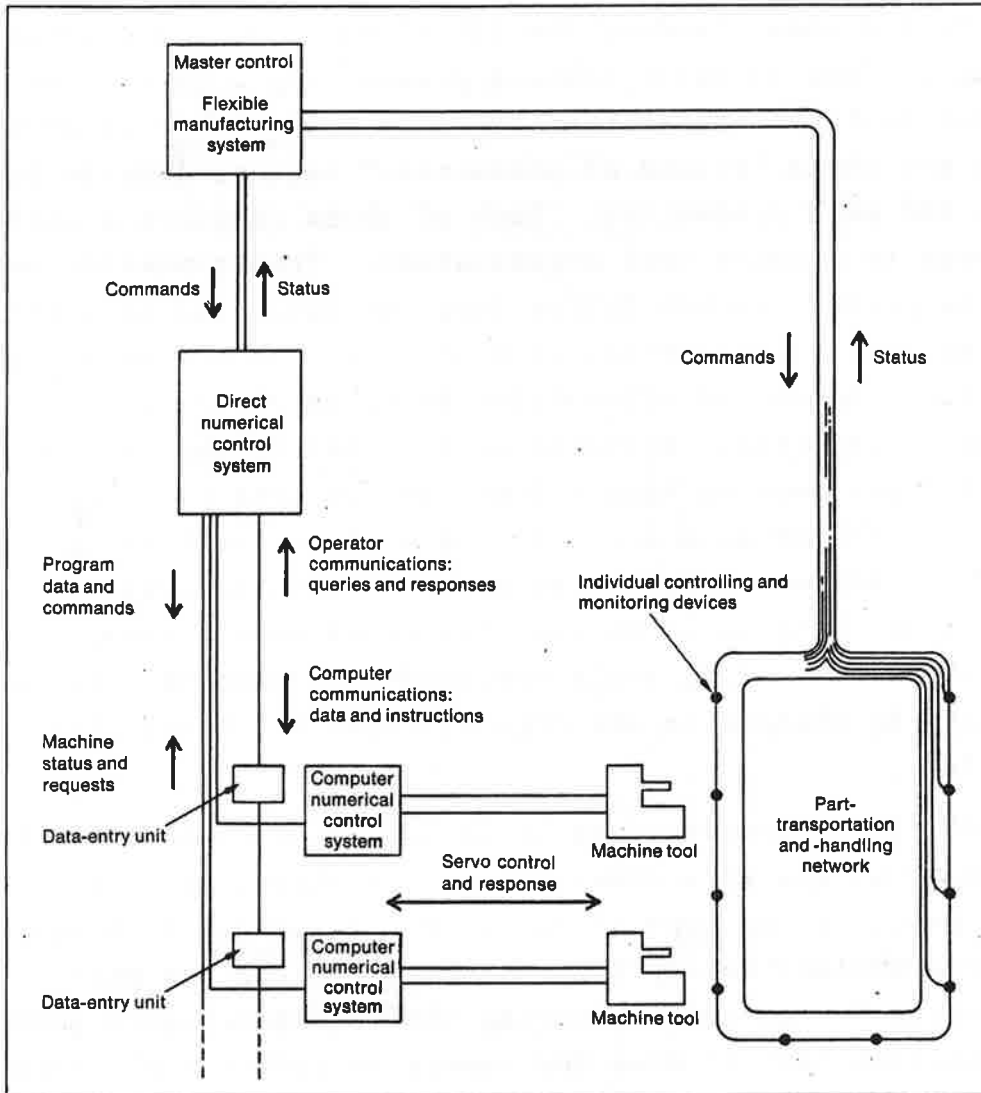 Master control
Flexible
manufacturing
system
Commands
Status
Commands
Status
Direct
numerical
control
system
Program
data and
commands
Operator
communications:
queries and responses
Individual controlling and
monitoring devices
Computer
communications:
data and instructions
Machine
status and
requests
Data-entry unit
Computer
numerical
control
system
Machine tool
Part-
transportation
and -handling
network
Servo control
and response
Data-entry unit
Computer
numerical
control
system
Machine tool